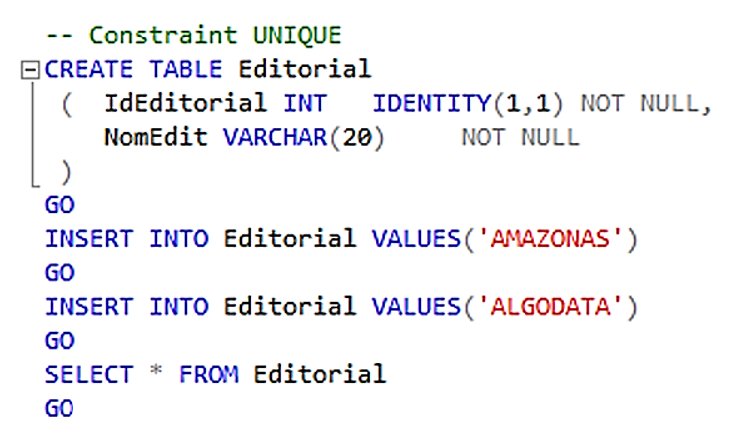 -- Constraint UNIQUE
CREATE TABLE Editorial
( IdEditorial INT IDENTITY(1,1) NOT NULL,
NomEdit VARCHAR(20) NOT NULL
)
GO
INSERT INTO Editorial VALUES('AMAZONAS')
GO
INSERT INTO Editorial VALUES('ALGODATA')
GO
SELECT * FROM Editorial
GO